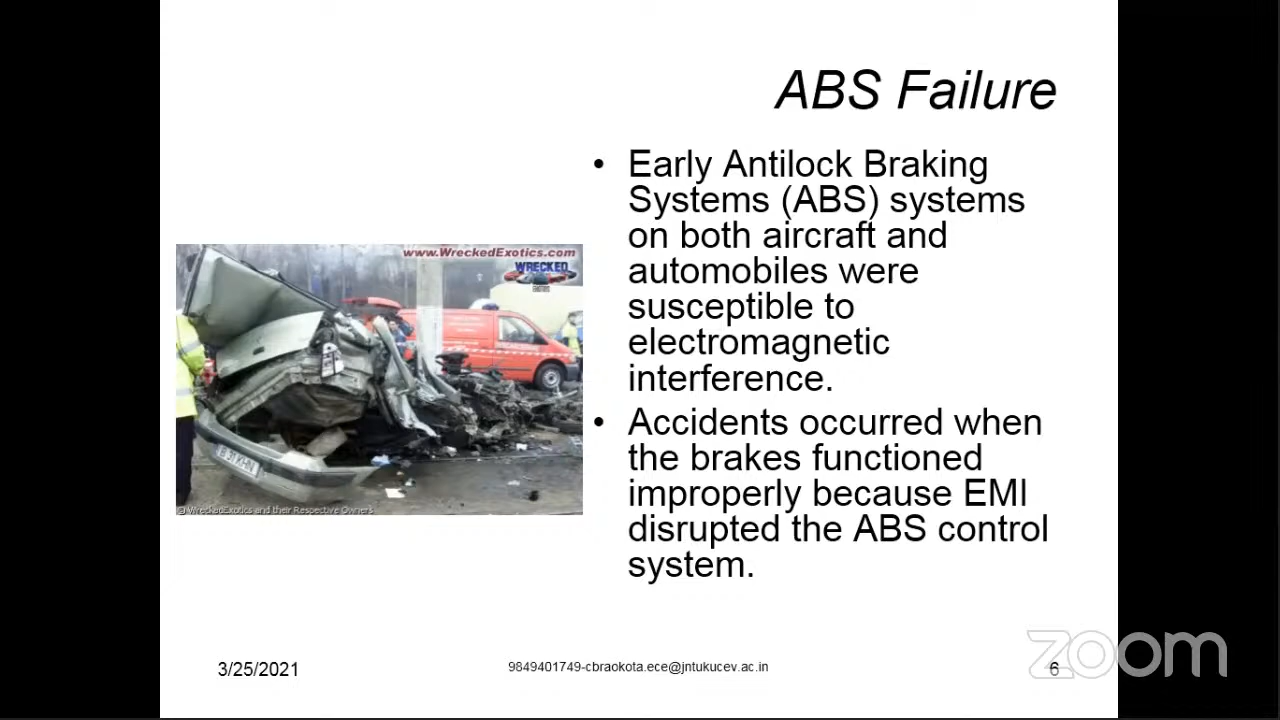 ABS Failure
• Early Antilock Braking
Systems (ABS) systems
on both aircraft and
automobiles were
susceptible to
electromagnetic
interference.
• Accidents occurred when
the brakes functioned
improperly because EMI
disrupted the ABS control
system.
www.WreckedExotics.com
WRECKED
© WreckedExotics and their Respective Owners
3/25/2021
9849401749-cbraokota.ece@jntukucev.ac.in
6
zoom